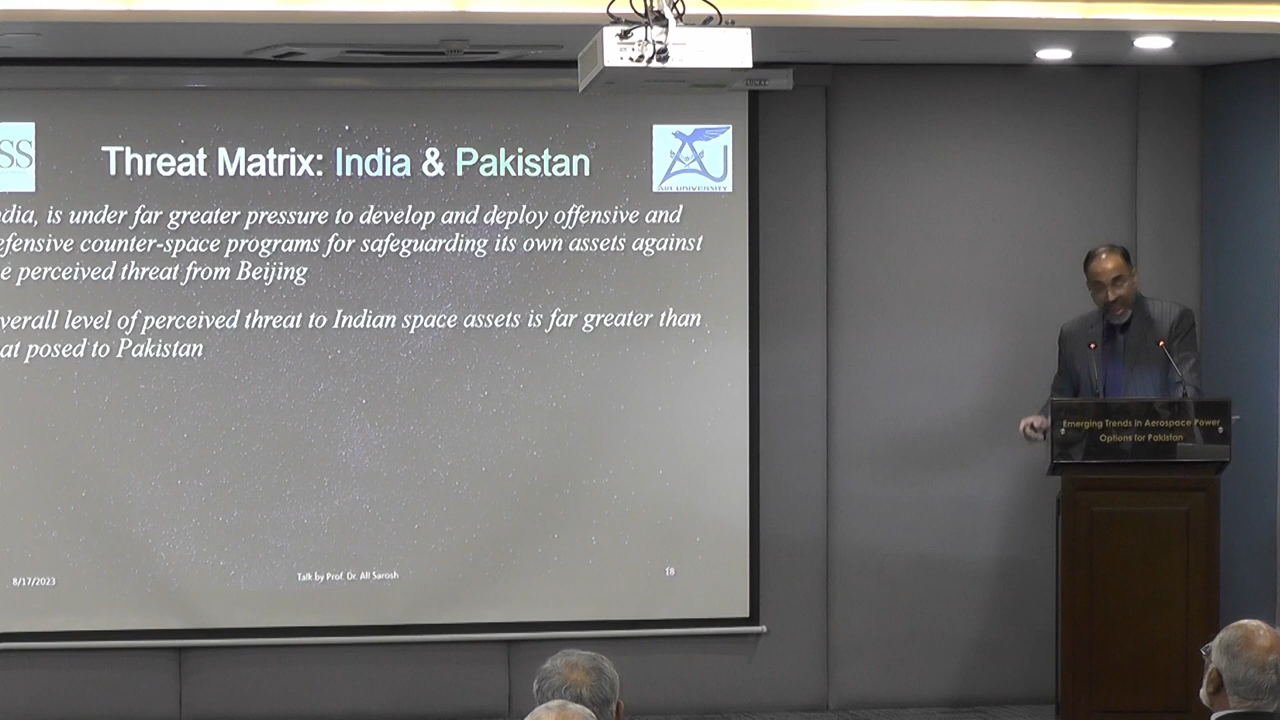 SS
Threat Matrix: India & Pakistan
AIR UNIVERSITY
dia, is under far greater pressure to develop and deploy offensive and
efensive counter-space programs for safeguarding its own assets against
e perceived threat from Beijing
verall level of perceived threat to Indian space assets is far greater than
at posed to Pakistan
8/17/2023
Talk by Prof. Dr. Ali Sarosh
18
Emerging Trends in Aerospace Power
Options for Pakistan